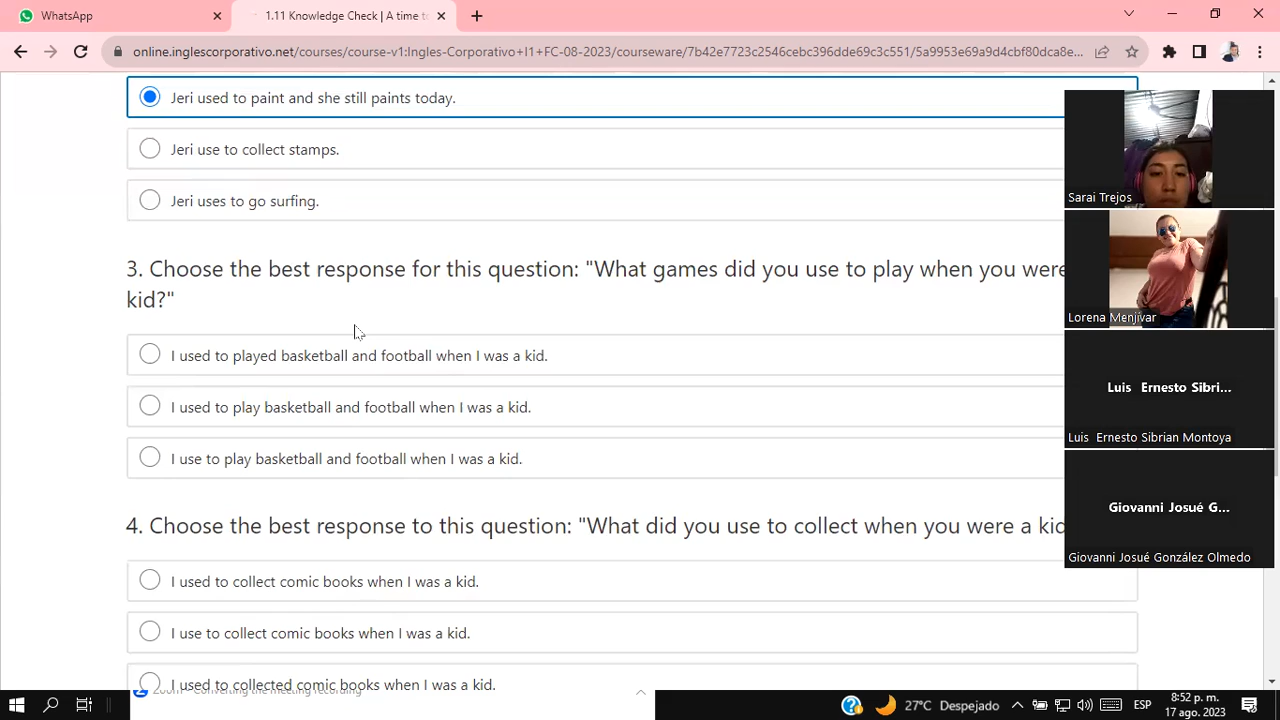 WhatsApp
1.11 Knowledge Check | A time to
online.inglescorporativo.net/courses/course-v1:Ingles-Corporativo+I1+FC-08-2023/courseware/7b42e7723c2546cebc396dde69c3c551/5a9953e69a9d4cbf80dca8e...
Jeri used to paint and she still paints today.
Jeri use to collect stamps.
Jeri uses to go surfing.
3. Choose the best response for this question: "What games did you use to play when you were
kid?"
I used to played basketball and football when I was a kid.
I used to play basketball and football when I was a kid.
I use to play basketball and football when I was a kid.
4. Choose the best response to this question: "What did you use to collect when you were a kid
I used to collect comic books when I was a kid.
I use to collect comic books when I was a kid.
I used to collected comic books when I was a kid.
Sarai Trejos
Lorena Menjivar
Luis Ernesto Sibri...
Luis Ernesto Sibrian Montoya
Giovanni Josué G...
Giovanni Josué González Olmedo
Zoom - Converting the meeting recording
27°C Despejado
ESP
8:52 p. m.
17 ago. 2023